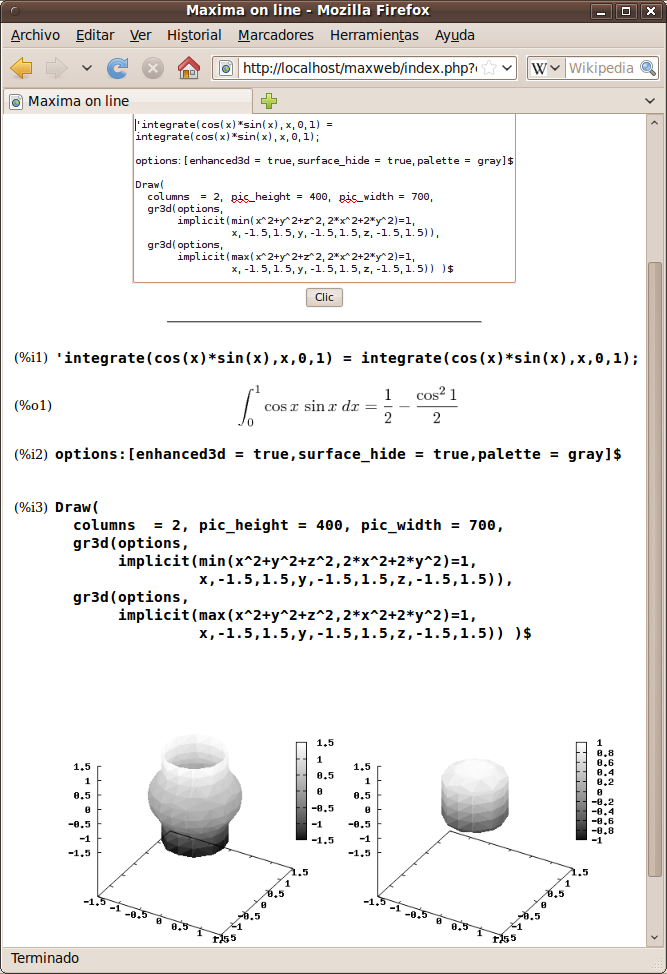 Maxima on line - Mozilla Firefox
Archivo Editar Ver Historial Marcadores Herramientas Ayuda
http://localhost/maxweb/index.php?
W Wikipedia
Maxima on line
'integrate(cos(x)*sin(x),x,0,1) =
integrate(cos(x)*sin(x),x,0,1);
options:[enhanced3d = true,surface_hide = true,palette = gray]$
Draw(
columns  = 2, pic_height = 400, pic_width = 700,
gr3d(options,
implicit(min(x^2+y^2+z^2,2*x^2+2*y^2)=1,
x,-1.5,1.5,y,-1.5,1.5,z,-1.5,1.5)),
gr3d(options,
implicit(max(x^2+y^2+z^2,2*x^2+2*y^2)=1,
x,-1.5,1.5,y,-1.5,1.5,z,-1.5,1.5)) )$
Clic
(%i1) 'integrate(cos(x)*sin(x),x,0,1) = integrate(cos(x)*sin(x),x,0,1);
(%o1) ∫₀¹ cos x sin x dx = 1/2 − cos² 1/2
(%i2) options:[enhanced3d = true,surface_hide = true,palette = gray]$
(%i3) Draw(
columns  = 2, pic_height = 400, pic_width = 700,
gr3d(options,
implicit(min(x^2+y^2+z^2,2*x^2+2*y^2)=1,
x,-1.5,1.5,y,-1.5,1.5,z,-1.5,1.5)),
gr3d(options,
implicit(max(x^2+y^2+z^2,2*x^2+2*y^2)=1,
x,-1.5,1.5,y,-1.5,1.5,z,-1.5,1.5)) )$
1.5
1
0.5
0
-0.5
-1
-1.5
-1.5 -1 -0.5 0 0.5 1 1.5
1.5
1
0.5
0
-0.5
1.5
1
0.5
0
-0.5
-1
-1.5
1.5
1
0.5
0
-0.5
-1
-1.5
-1.5 -1 -0.5 0 0.5 1 1.5
1.5
1
0.5
0
-0.5
1
0.8
0.6
0.4
0.2
0
-0.2
-0.4
-0.6
-0.8
-1
Terminado